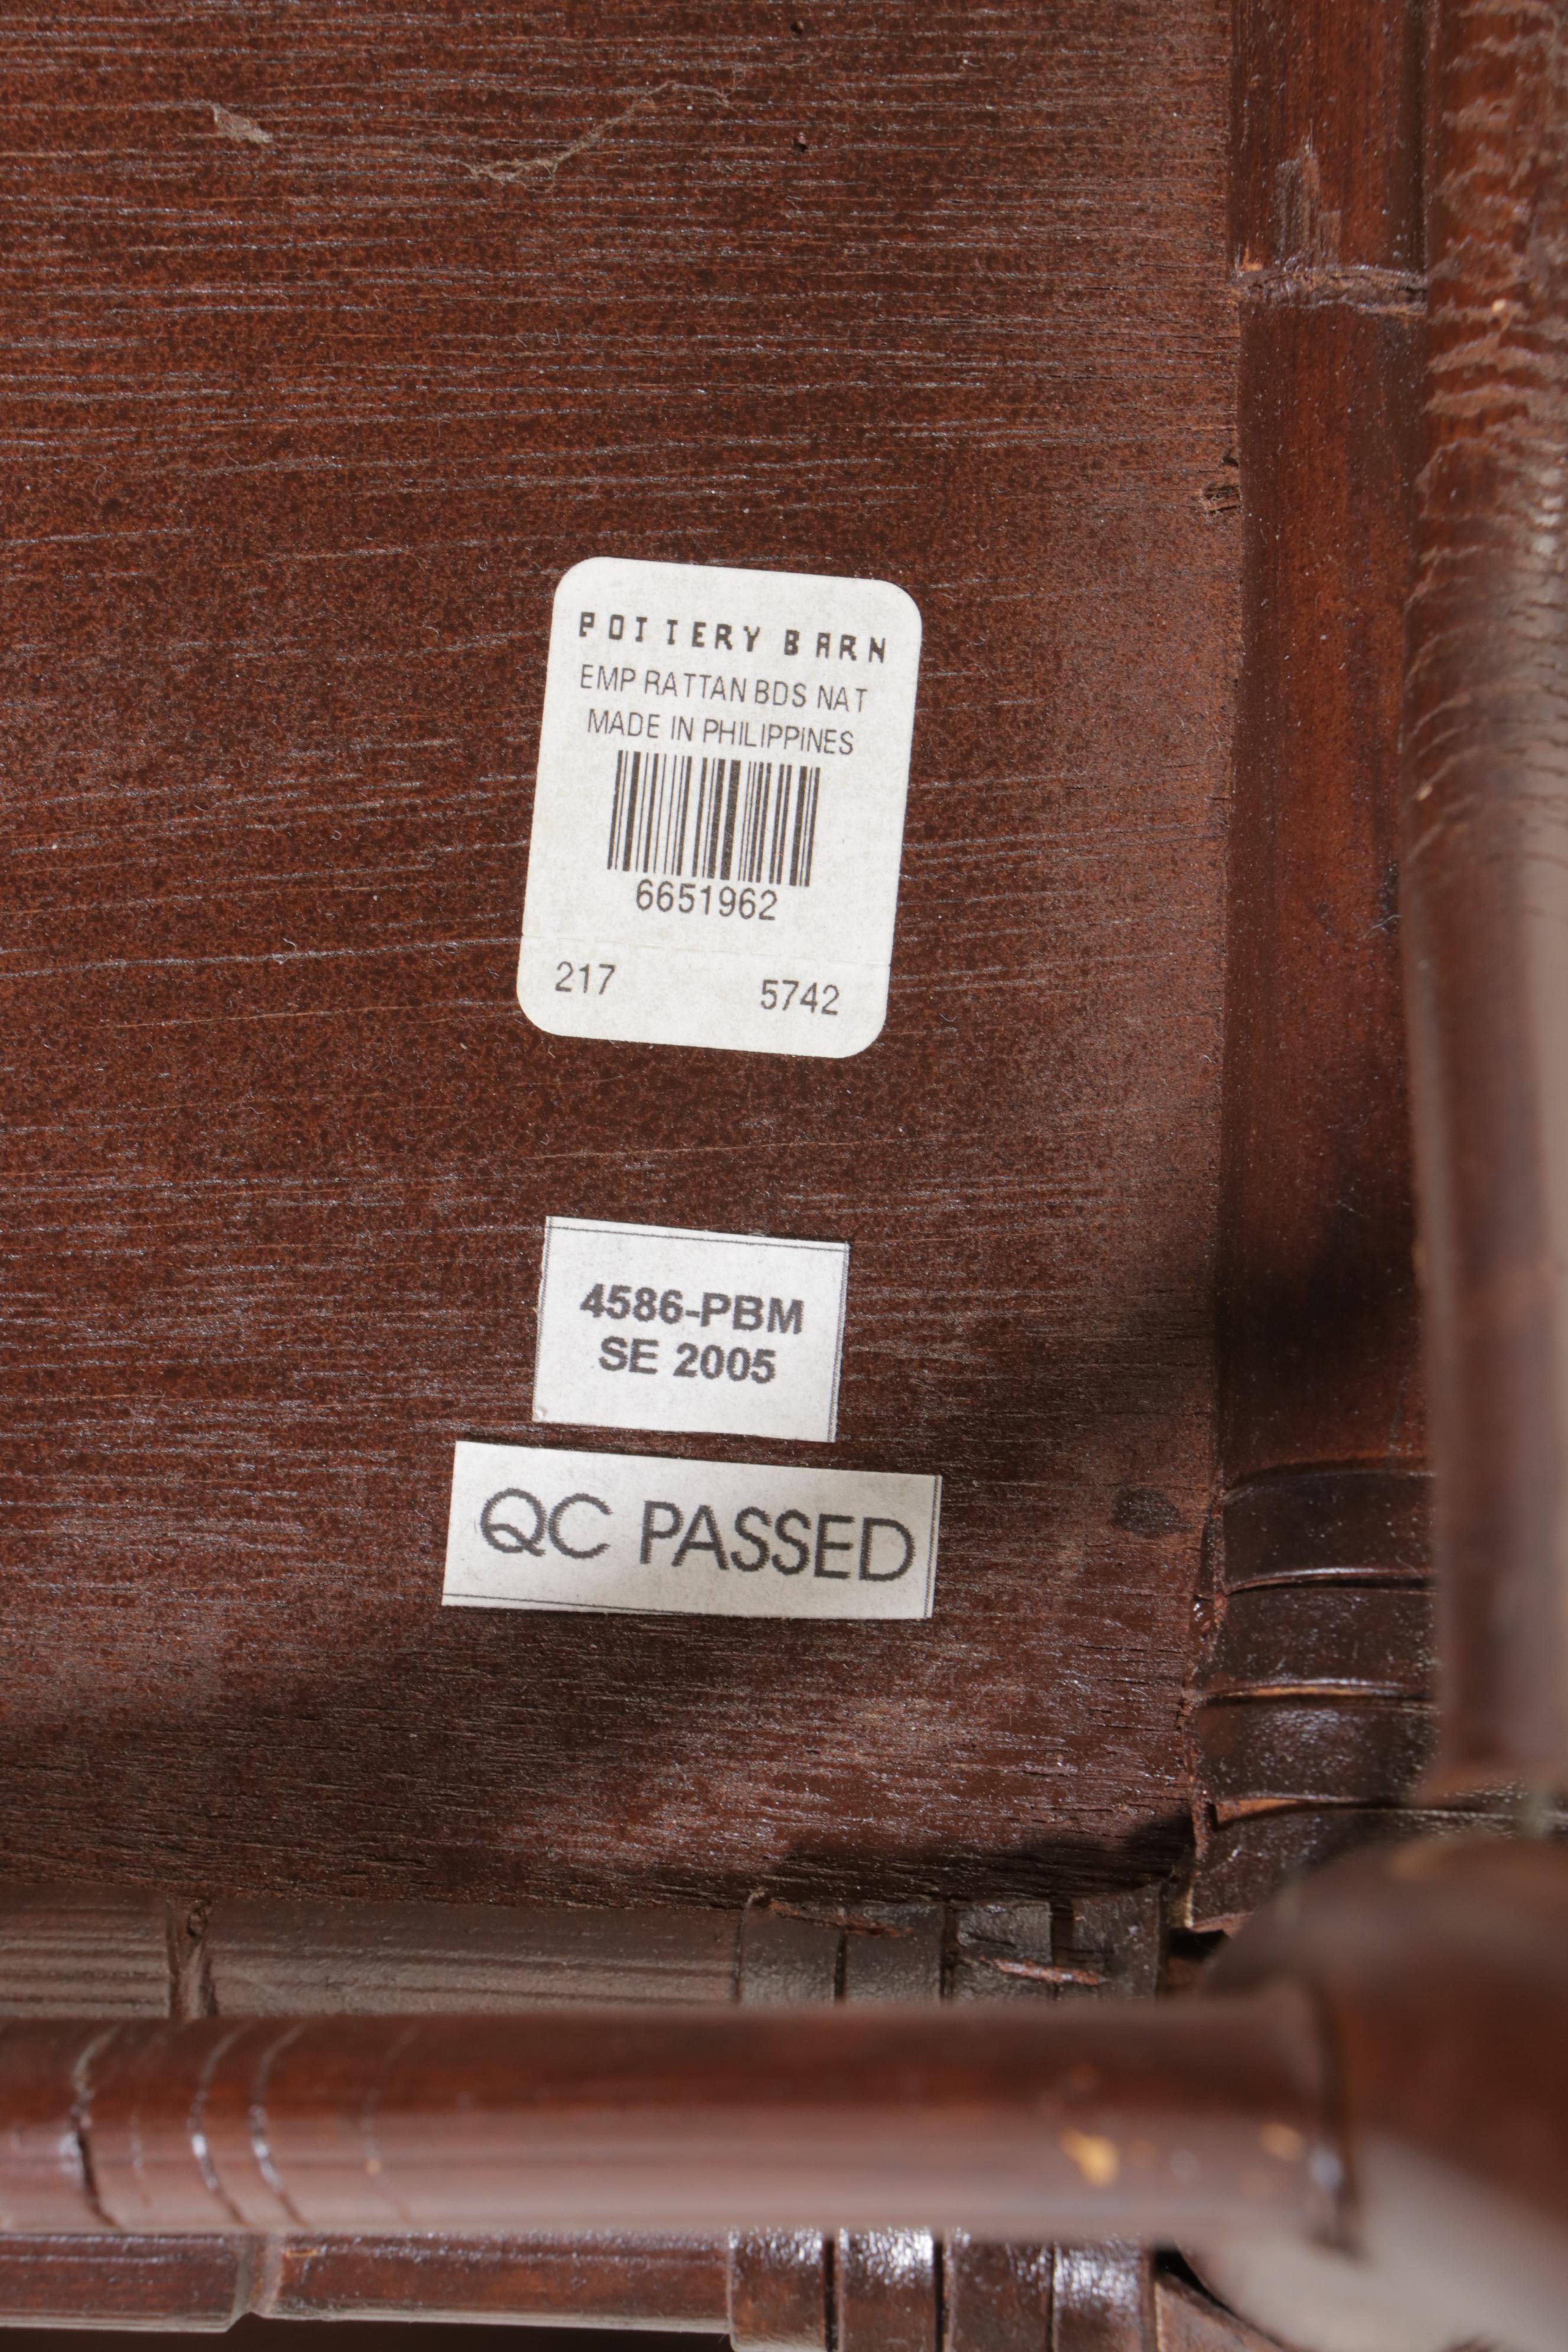 POTTERY BARN
EMP RATTAN BDS NAT
MADE IN PHILIPPINES
6651962
217 5742
4586-PBM
SE 2005
QC PASSED